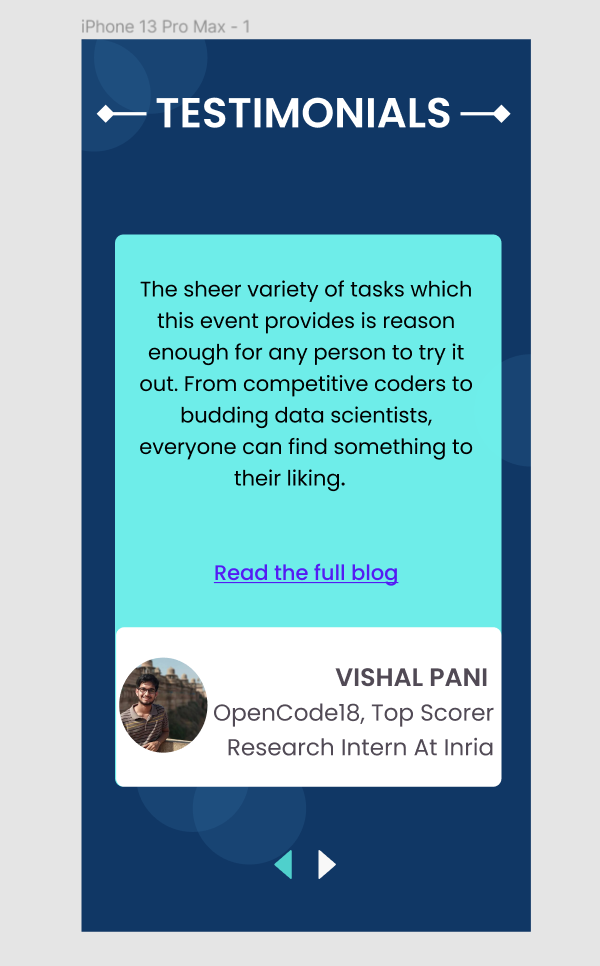 iPhone 13 Pro Max - 1
TESTIMONIALS
The sheer variety of tasks which
this event provides is reason
enough for any person to try it
out. From competitive coders to
budding data scientists,
everyone can find something to
their liking.
Read the full blog
VISHAL PANI
OpenCode18, Top Scorer
Research Intern At Inria